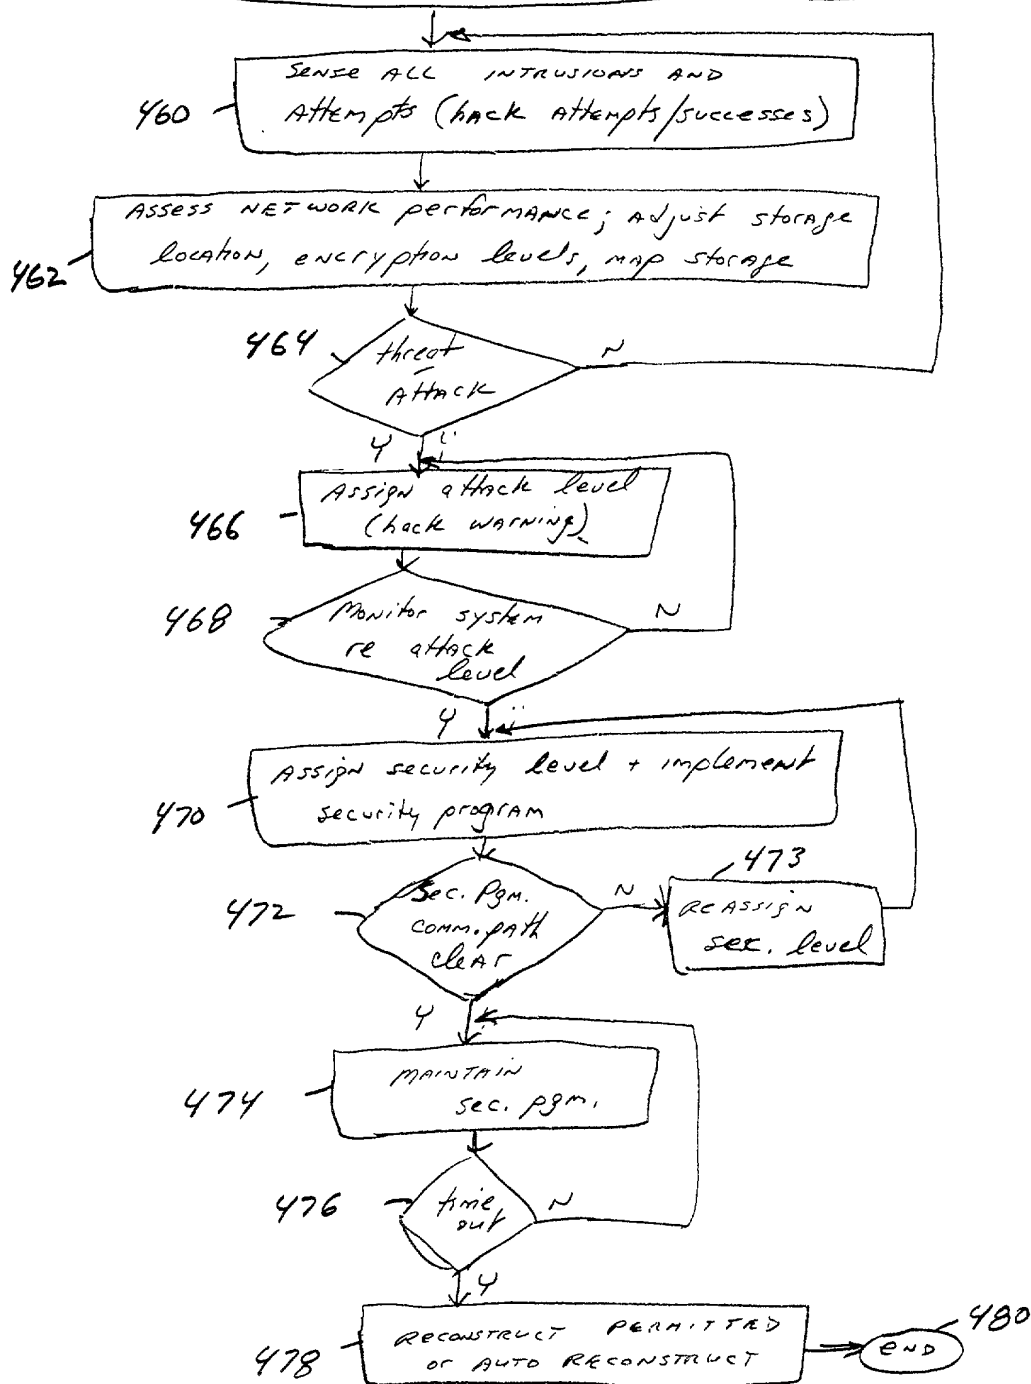 SENSE ALL INTRUSIONS AND
460
Attempts (hack Attempts/successes)
ASSESS NETWORK performance; Adjust storage
462
location, encryption levels, map storage
464
threat
N
ATTACK
Y
Assign attack level
466
(hack WARNING)
468
Monitor system
N
re attack
level
Y
Assign security level + implement
470
security program
473
472
Sec. Pgm.
N
REASSIGN
comm. path
sec. level
clear
Y
474
MAINTAIN
sec. pgm.
476
time
N
out
Y
RECONSTRUCT PERMITTED
480
END
478
or AUTO RECONSTRUCT